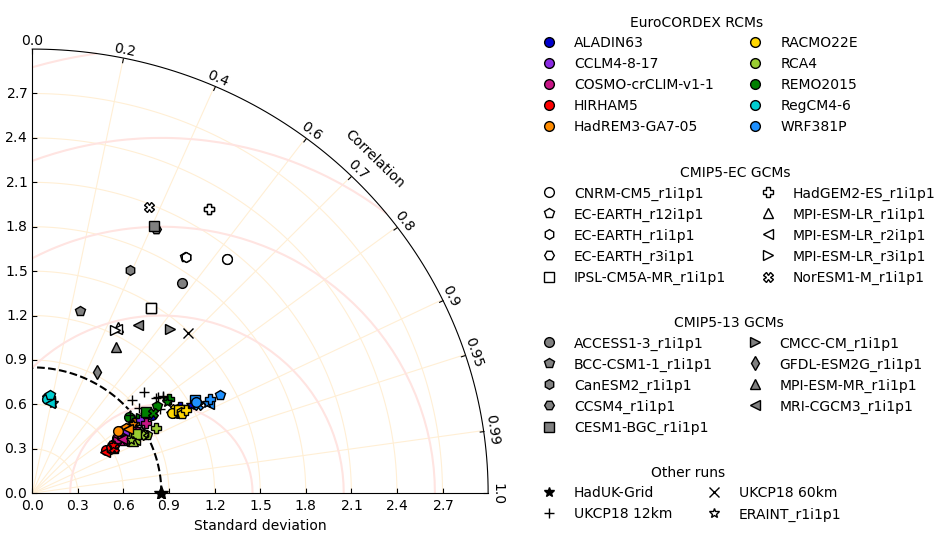 0.0
0.2
0.4
0.6
0.7
0.8
0.9
0.95
0.99
1.0
Correlation
2.7
2.4
2.1
1.8
1.5
1.2
0.9
0.6
0.3
0.0
0.0 0.3 0.6 0.9 1.2 1.5 1.8 2.1 2.4 2.7
Standard deviation
EuroCORDEX RCMs
ALADIN63 RACMO22E
CCLM4-8-17 RCA4
COSMO-crCLIM-v1-1 REMO2015
HIRHAM5 RegCM4-6
HadREM3-GA7-05 WRF381P
CMIP5-EC GCMs
CNRM-CM5_r1i1p1 HadGEM2-ES_r1i1p1
EC-EARTH_r12i1p1 MPI-ESM-LR_r1i1p1
EC-EARTH_r1i1p1 MPI-ESM-LR_r2i1p1
EC-EARTH_r3i1p1 MPI-ESM-LR_r3i1p1
IPSL-CM5A-MR_r1i1p1 NorESM1-M_r1i1p1
CMIP5-13 GCMs
ACCESS1-3_r1i1p1 CMCC-CM_r1i1p1
BCC-CSM1-1_r1i1p1 GFDL-ESM2G_r1i1p1
CanESM2_r1i1p1 MPI-ESM-MR_r1i1p1
CCSM4_r1i1p1 MRI-CGCM3_r1i1p1
CESM1-BGC_r1i1p1
Other runs
HadUK-Grid UKCP18 60km
UKCP18 12km ERAINT_r1i1p1